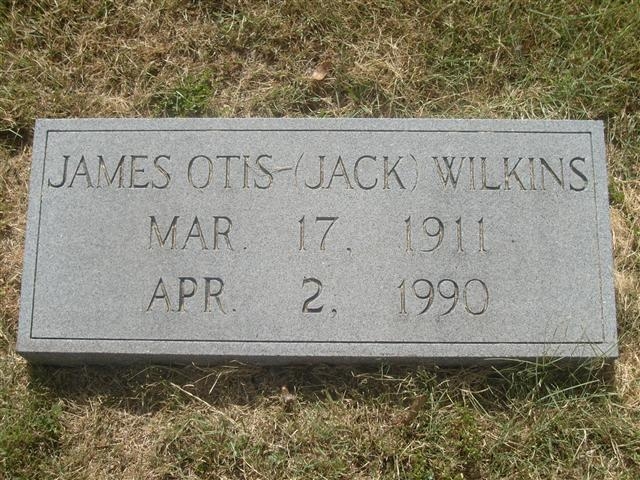 JAMES OTIS-(JACK) WILKINS
MAR. 17, 1911
APR. 2, 1990